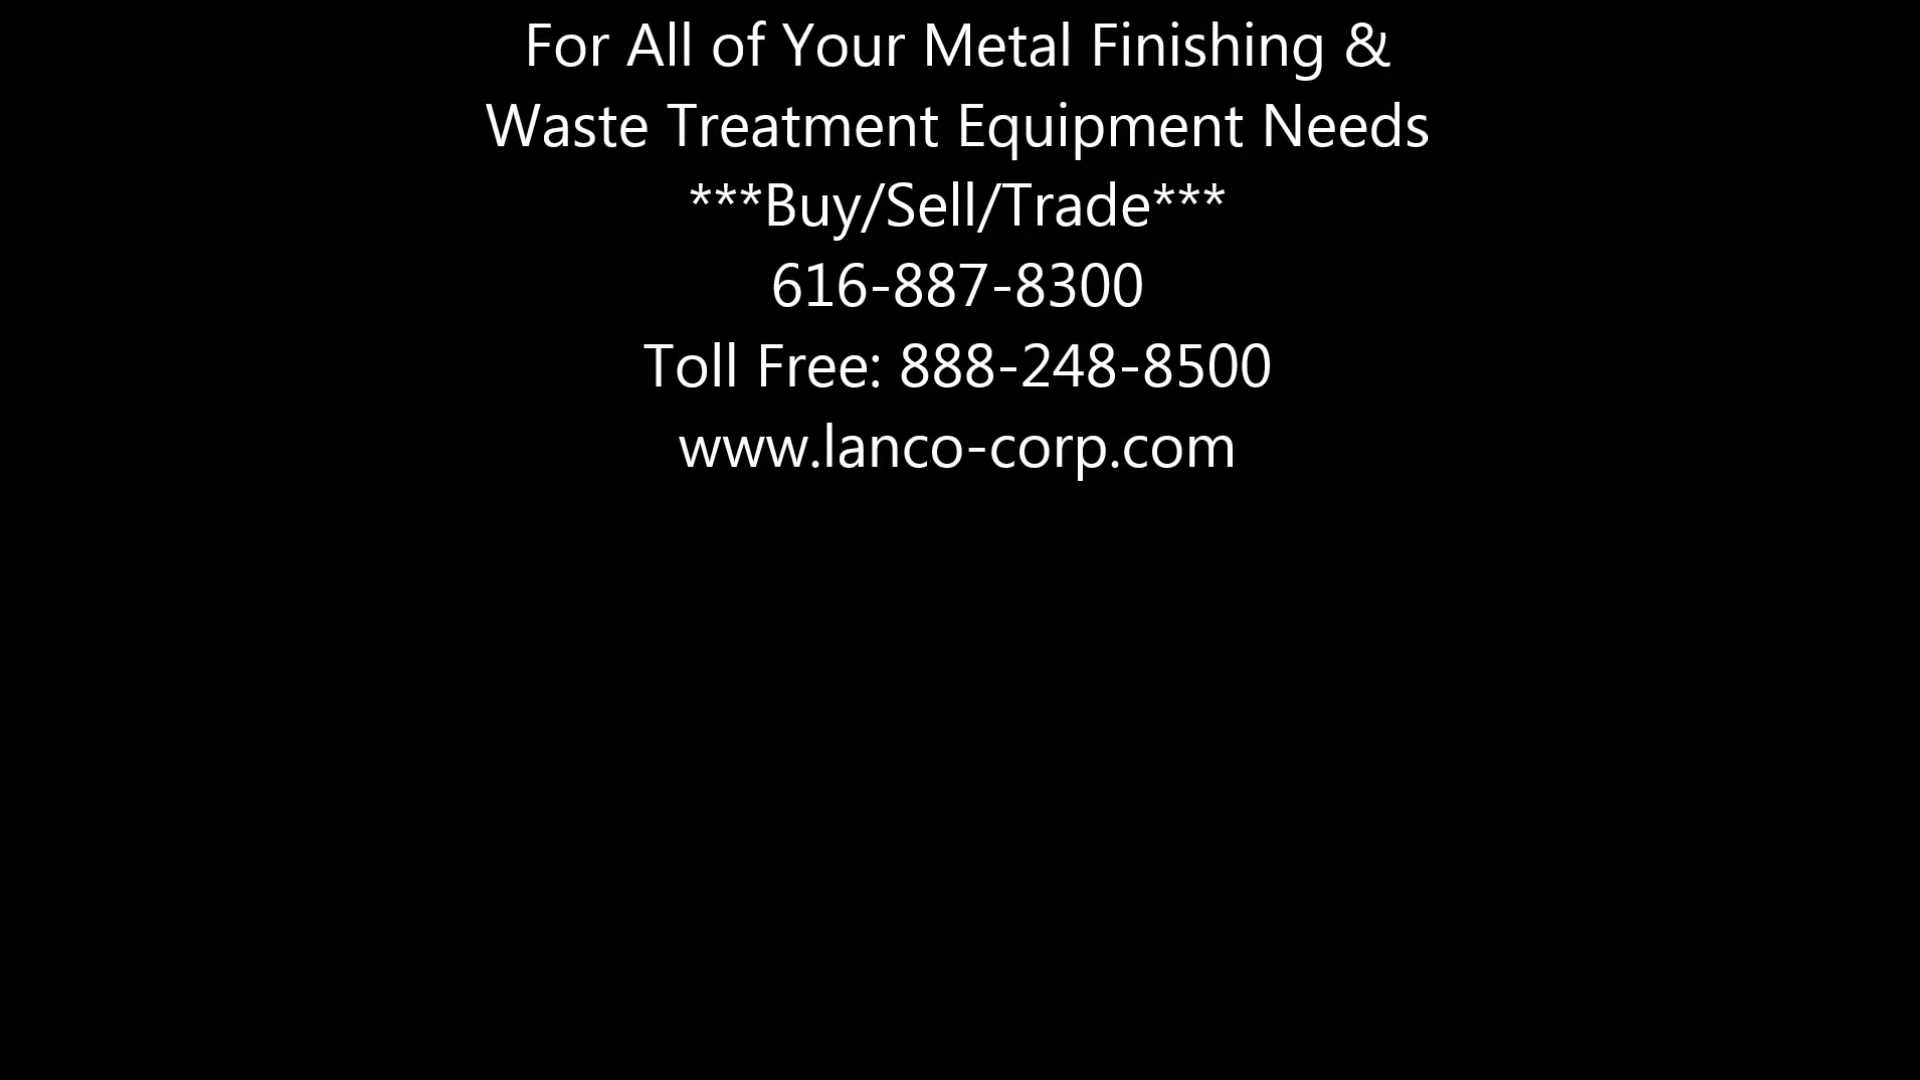 For All of Your Metal Finishing &
Waste Treatment Equipment Needs
***Buy/Sell/Trade***
616-887-8300
Toll Free: 888-248-8500
www.lanco-corp.com